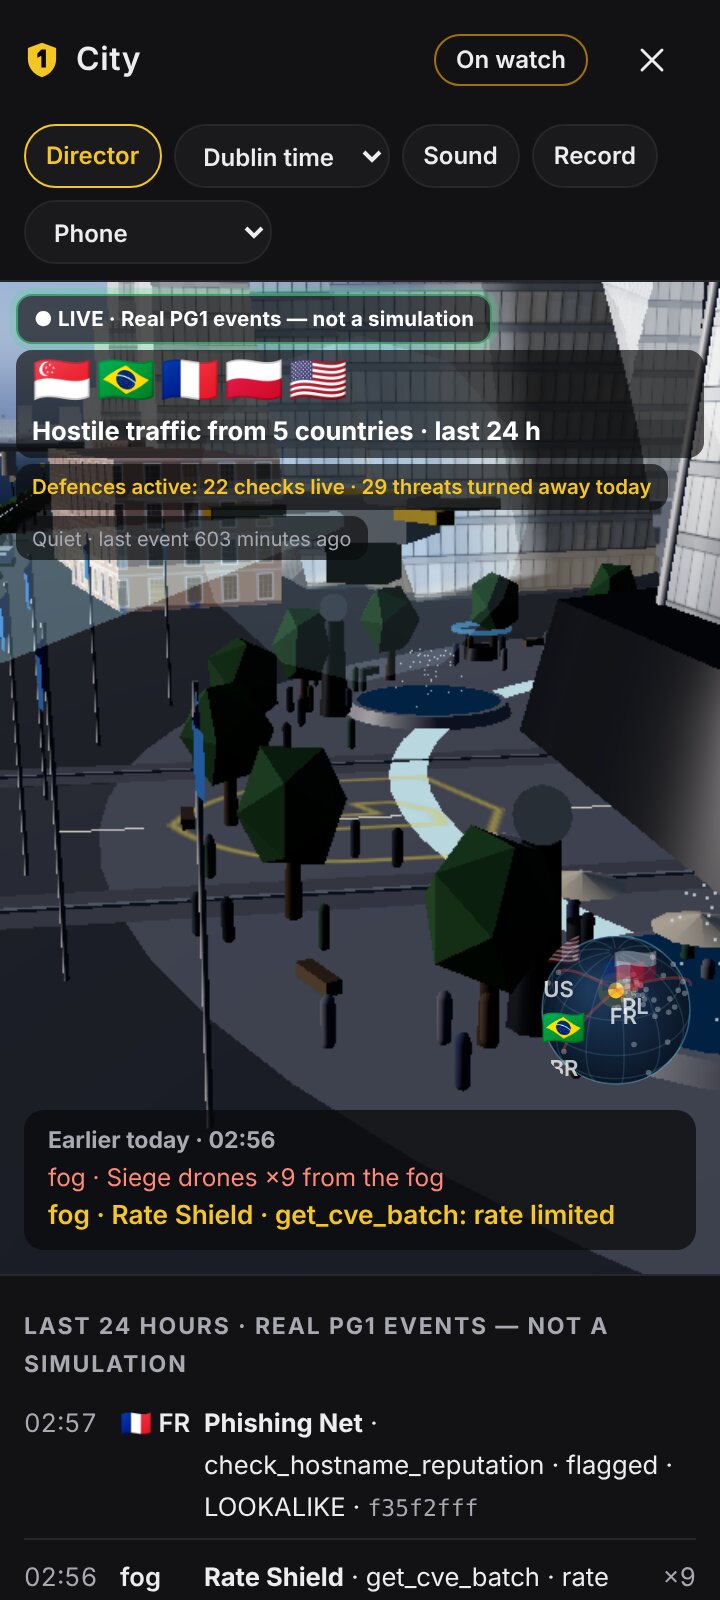 1 City
On watch
Director
Dublin time
Sound
Record
Phone
LIVE · Real PG1 events — not a simulation
Hostile traffic from 5 countries · last 24 h
Defences active: 22 checks live · 29 threats turned away today
Quiet · last event 603 minutes ago
US
PL
FR
BR
Earlier today · 02:56
fog · Siege drones ×9 from the fog
fog · Rate Shield · get_cve_batch: rate limited
LAST 24 HOURS · REAL PG1 EVENTS — NOT A
SIMULATION
02:57 FR Phishing Net ·
check_hostname_reputation · flagged ·
LOOKALIKE · f35f2fff
02:56 fog Rate Shield · get_cve_batch · rate ×9